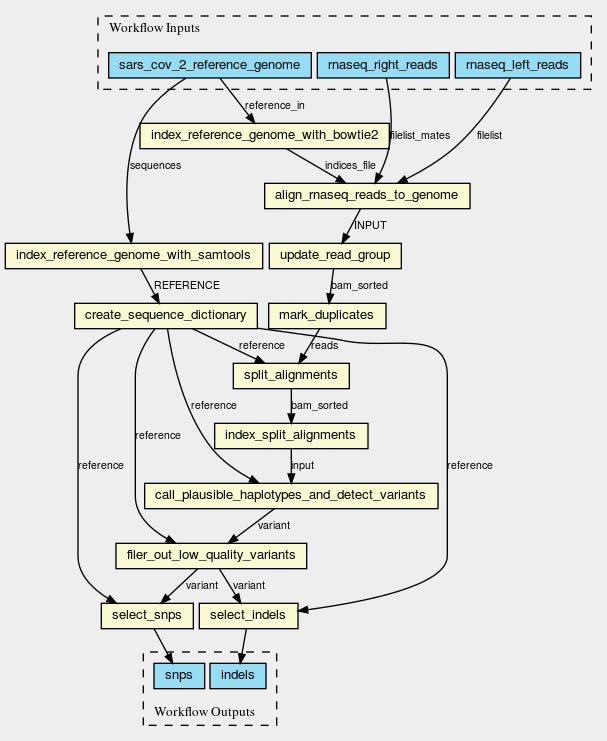 Workflow Inputs
sars_cov_2_reference_genome
rnaseq_right_reads
rnaseq_left_reads
reference_in
index_reference_genome_with_bowtie2
filelist_mates
filelist
sequences
indices_file
align_rnaseq_reads_to_genome
INPUT
index_reference_genome_with_samtools
update_read_group
REFERENCE
bam_sorted
create_sequence_dictionary
mark_duplicates
reference
reads
split_alignments
reference
bam_sorted
reference
index_split_alignments
reference
input
reference
call_plausible_haplotypes_and_detect_variants
variant
filer_out_low_quality_variants
variant
variant
select_snps
select_indels
snps
indels
Workflow Outputs